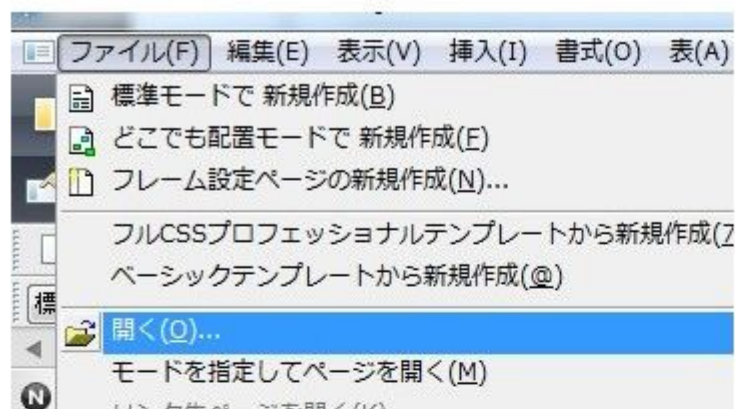 ファイル(F) 編集(E) 表示(V) 挿入(I) 書式(O) 表(A)
標準モードで 新規作成(B)
どこでも配置モードで 新規作成(F)
フレーム設定ページの新規作成(N)...
フルCSSプロフェッショナルテンプレートから新規作成(Z
ベーシックテンプレートから新規作成(@)
標
開く(O)...
モードを指定してページを開く(M)
N